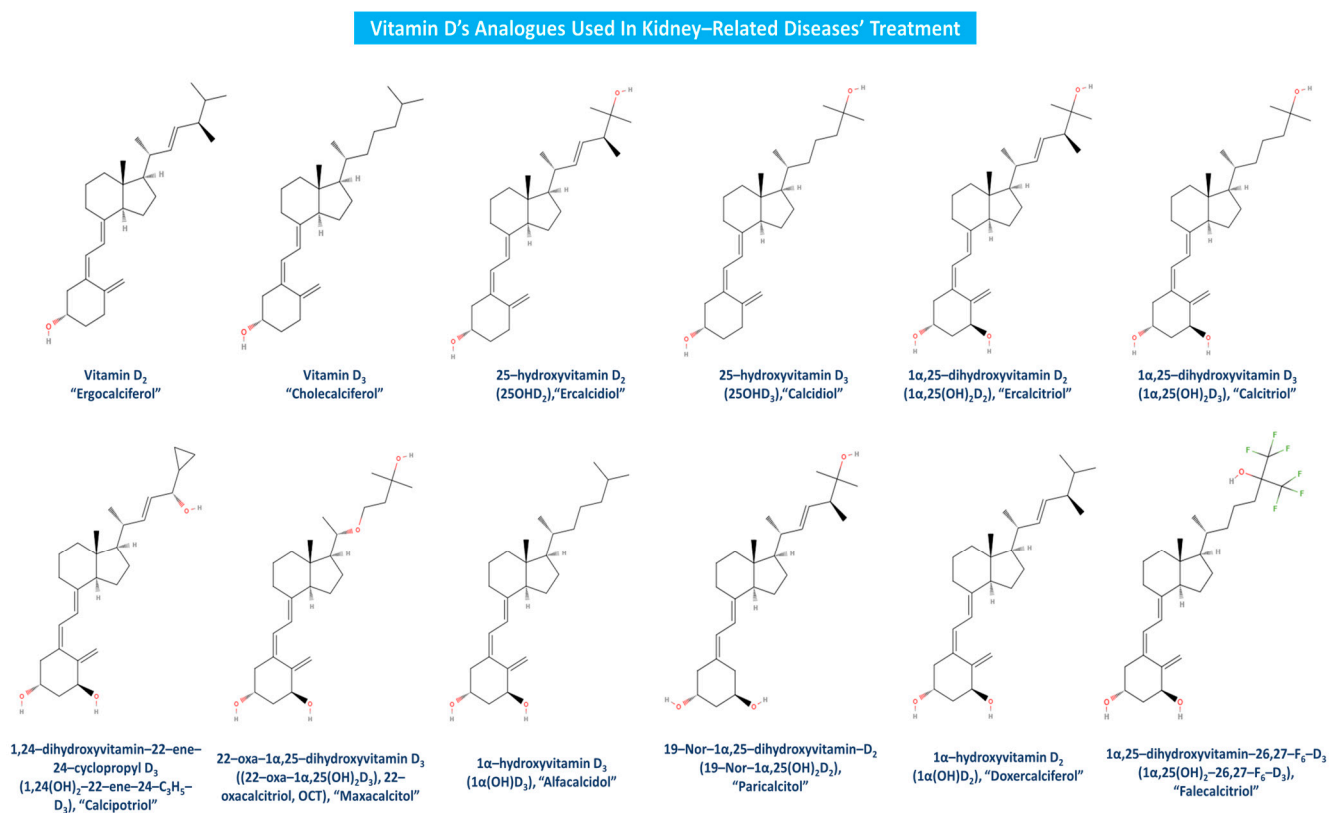 Vitamin D's Analogues Used In Kidney–Related Diseases' Treatment
O H
H
H
H
O
H
H
H
O
H
O H
H
H
O
H
O H
H
H
O
H
O H
H
H
O O
H H
O H
H
H
O O
H H
Vitamin D₂
"Ergocalciferol"
Vitamin D₃
"Cholecalciferol"
25–hydroxyvitamin D₂
(25OHD₂),"Ercalcidiol"
25–hydroxyvitamin D₃
(25OHD₃),"Calcidiol"
1α,25–dihydroxyvitamin D₂
(1α,25(OH)₂D₂), "Ercalcitriol"
1α,25–dihydroxyvitamin D₃
(1α,25(OH)₂D₃), "Calcitriol"
O H
H
H
O O
H H
O H
O
H
H
O O
H H
H
H
O O
H H
O H
H
H
H O O H
H
H
O O
H H
F F F
H O F F F
H
H
O O
H H
1,24–dihydroxyvitamin–22–ene–
24–cyclopropyl D₃
(1,24(OH)₂–22–ene–24–C₃H₅–
D₃), "Calcipotriol"
22–oxa–1α,25–dihydroxyvitamin D₃
((22–oxa–1α,25(OH)₂D₃), 22–
oxacalcitriol, OCT), "Maxacalcitol"
1α–hydroxyvitamin D₃
(1α(OH)D₃), "Alfacalcidol"
19–Nor–1α,25–dihydroxyvitamin–D₂
(19–Nor–1α,25(OH)₂D₂),
"Paricalcitol"
1α–hydroxyvitamin D₂
(1α(OH)D₂), "Doxercalciferol"
1α,25–dihydroxyvitamin–26,27–F₆–D₃
(1α,25(OH)₂–26,27–F₆–D₃),
"Falecalcitriol"